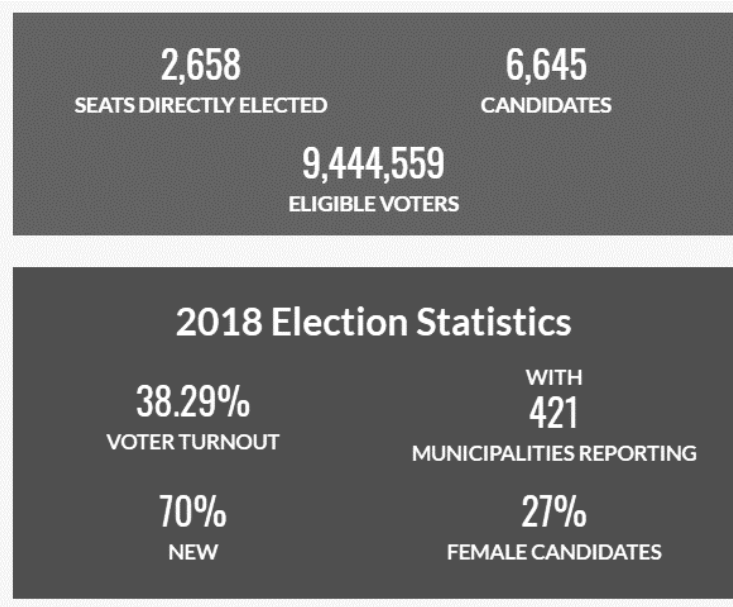 2,658
SEATS DIRECTLY ELECTED
6,645
CANDIDATES
9,444,559
ELIGIBLE VOTERS
2018 Election Statistics
38.29%
VOTER TURNOUT
WITH
421
MUNICIPALITIES REPORTING
70%
NEW
27%
FEMALE CANDIDATES